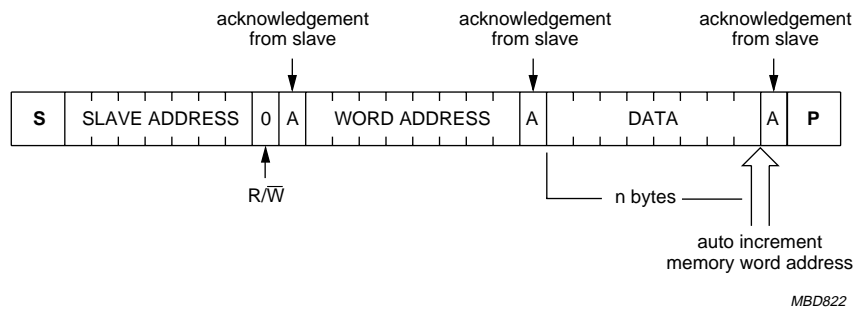 acknowledgement
from slave
acknowledgement
from slave
acknowledgement
from slave
S SLAVE ADDRESS 0 A WORD ADDRESS A DATA A P
R/W̅
n bytes
auto increment
memory word address
MBD822